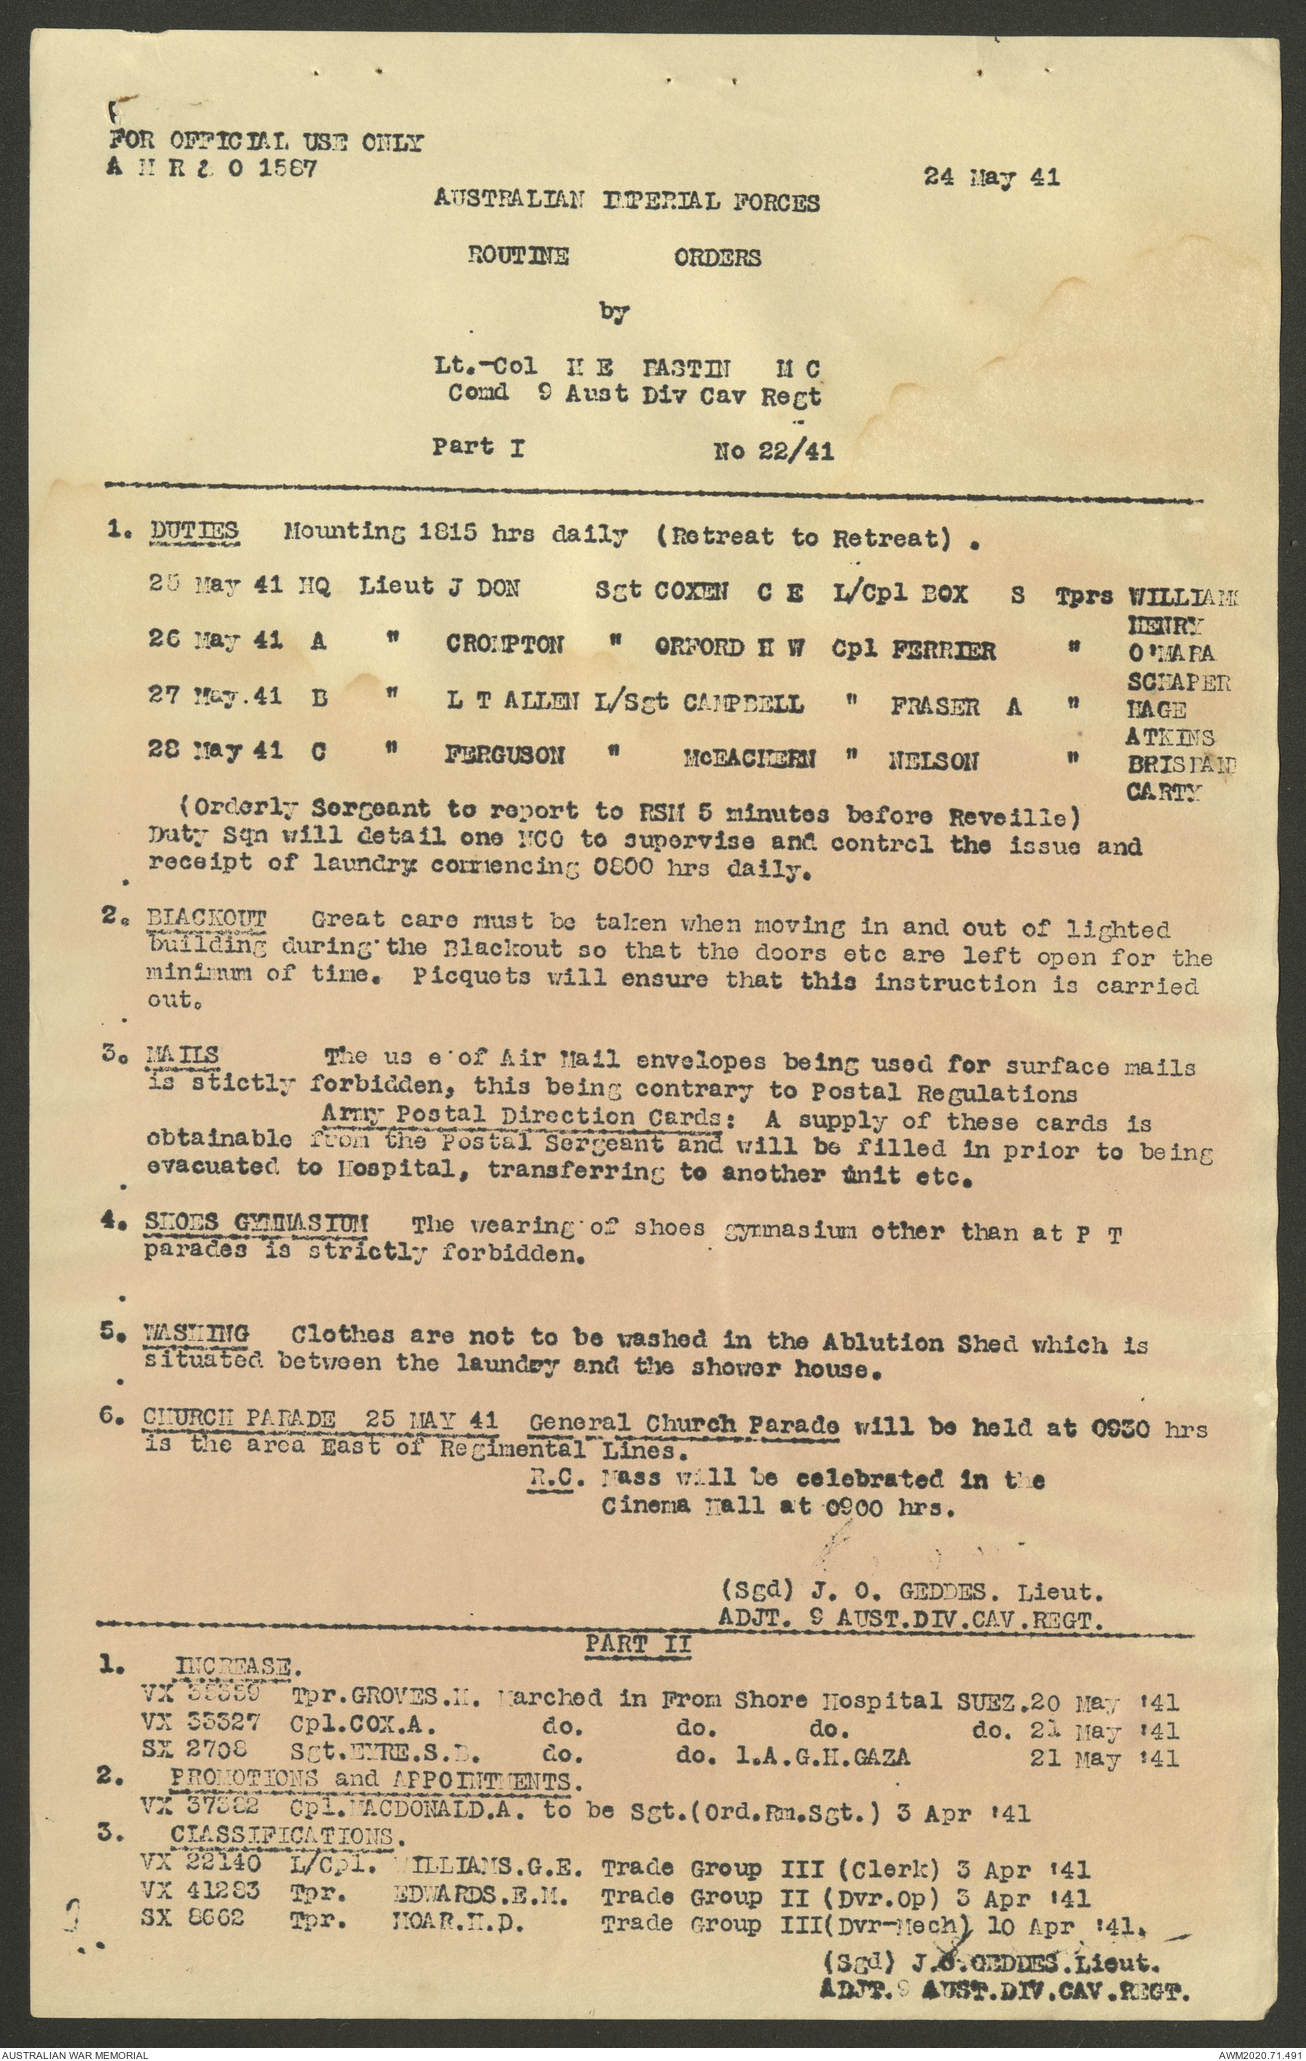 FOR OFFICIAL USE ONLY
A M R & O 1587
24 May 41
AUSTRALIAN IMPERIAL FORCES
ROUTINE ORDERS
by
Lt.-Col H E BASTIN M C
Comd 9 Aust Div Cav Regt
Part I No 22/41
1. DUTIES Mounting 1815 hrs daily (Retreat to Retreat) .
25 May 41 HQ Lieut J DON Sgt COXEN C E L/Cpl BOX S Tprs WILLIAMS
HENRY
26 May 41 A " CROMPTON " ORFORD H W Cpl FERRIER " O'MARA
SCHAPER
27 May.41 B " L T ALLEN L/Sgt CAMPBELL " FRASER A " HAGE
ATKINS
28 May 41 C " FERGUSON " McEACHERN " NELSON " BRISBANE
CARTY
(Orderly Sergeant to report to RSM 5 minutes before Reveille)
Duty Sqn will detail one NCO to supervise and control the issue and
receipt of laundry commencing 0800 hrs daily.
2. BLACKOUT Great care must be taken when moving in and out of lighted
building during the Blackout so that the doors etc are left open for the
minimum of time. Picquets will ensure that this instruction is carried
out.
3. MAILS The us e of Air Mail envelopes being used for surface mails
is stictly forbidden, this being contrary to Postal Regulations
Army Postal Direction Cards: A supply of these cards is
obtainable from the Postal Sergeant and will be filled in prior to being
evacuated to Hospital, transferring to another unit etc.
4. SHOES GYMNASIUM The wearing of shoes gymnasium other than at P T
parades is strictly forbidden.
5. WASHING Clothes are not to be washed in the Ablution Shed which is
situated between the laundry and the shower house.
6. CHURCH PARADE 25 MAY 41 General Church Parade will be held at 0930 hrs
is the area East of Regimental Lines.
R.C. Mass will be celebrated in the
Cinema Hall at 0900 hrs.
(Sgd) J. O. GEDDES. Lieut.
ADJT. 9 AUST.DIV.CAV.REGT.
PART II
1. INCREASE.
VX 35359 Tpr.GROVES.H. Marched in From Shore Hospital SUEZ.20 May '41
VX 33327 Cpl.COX.A. do. do. do. do. 21 May '41
SX 2708 Sgt.EYRE.S.B. do. do. 1.A.G.H.GAZA 21 May '41
2. PROMOTIONS and APPOINTMENTS.
VX 37382 Cpl.MACDONALD.A. to be Sgt.(Ord.Rm.Sgt.) 3 Apr '41
3. CLASSIFICATIONS.
VX 22140 L/Cpl. WILLIAMS.G.E. Trade Group III (Clerk) 3 Apr '41
VX 41283 Tpr. EDWARDS.E.M. Trade Group II (Dvr.Op) 3 Apr '41
SX 8662 Tpr. HOAR.H.D. Trade Group III(Dvr-Mech) 10 Apr '41.
(Sgd) J.O.GEDDES.Lieut.
ADJT.9 AUST.DIV.CAV.REGT.
AUSTRALIAN WAR MEMORIAL
AWM2020.71.491